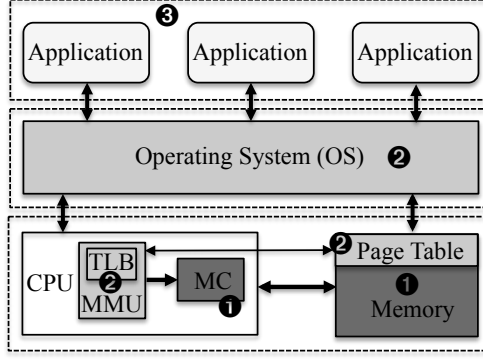 ❸
Application Application Application
Operating System (OS) ❷
❷ Page Table
TLB
CPU ❷ MC ❶
MMU ❶
Memory